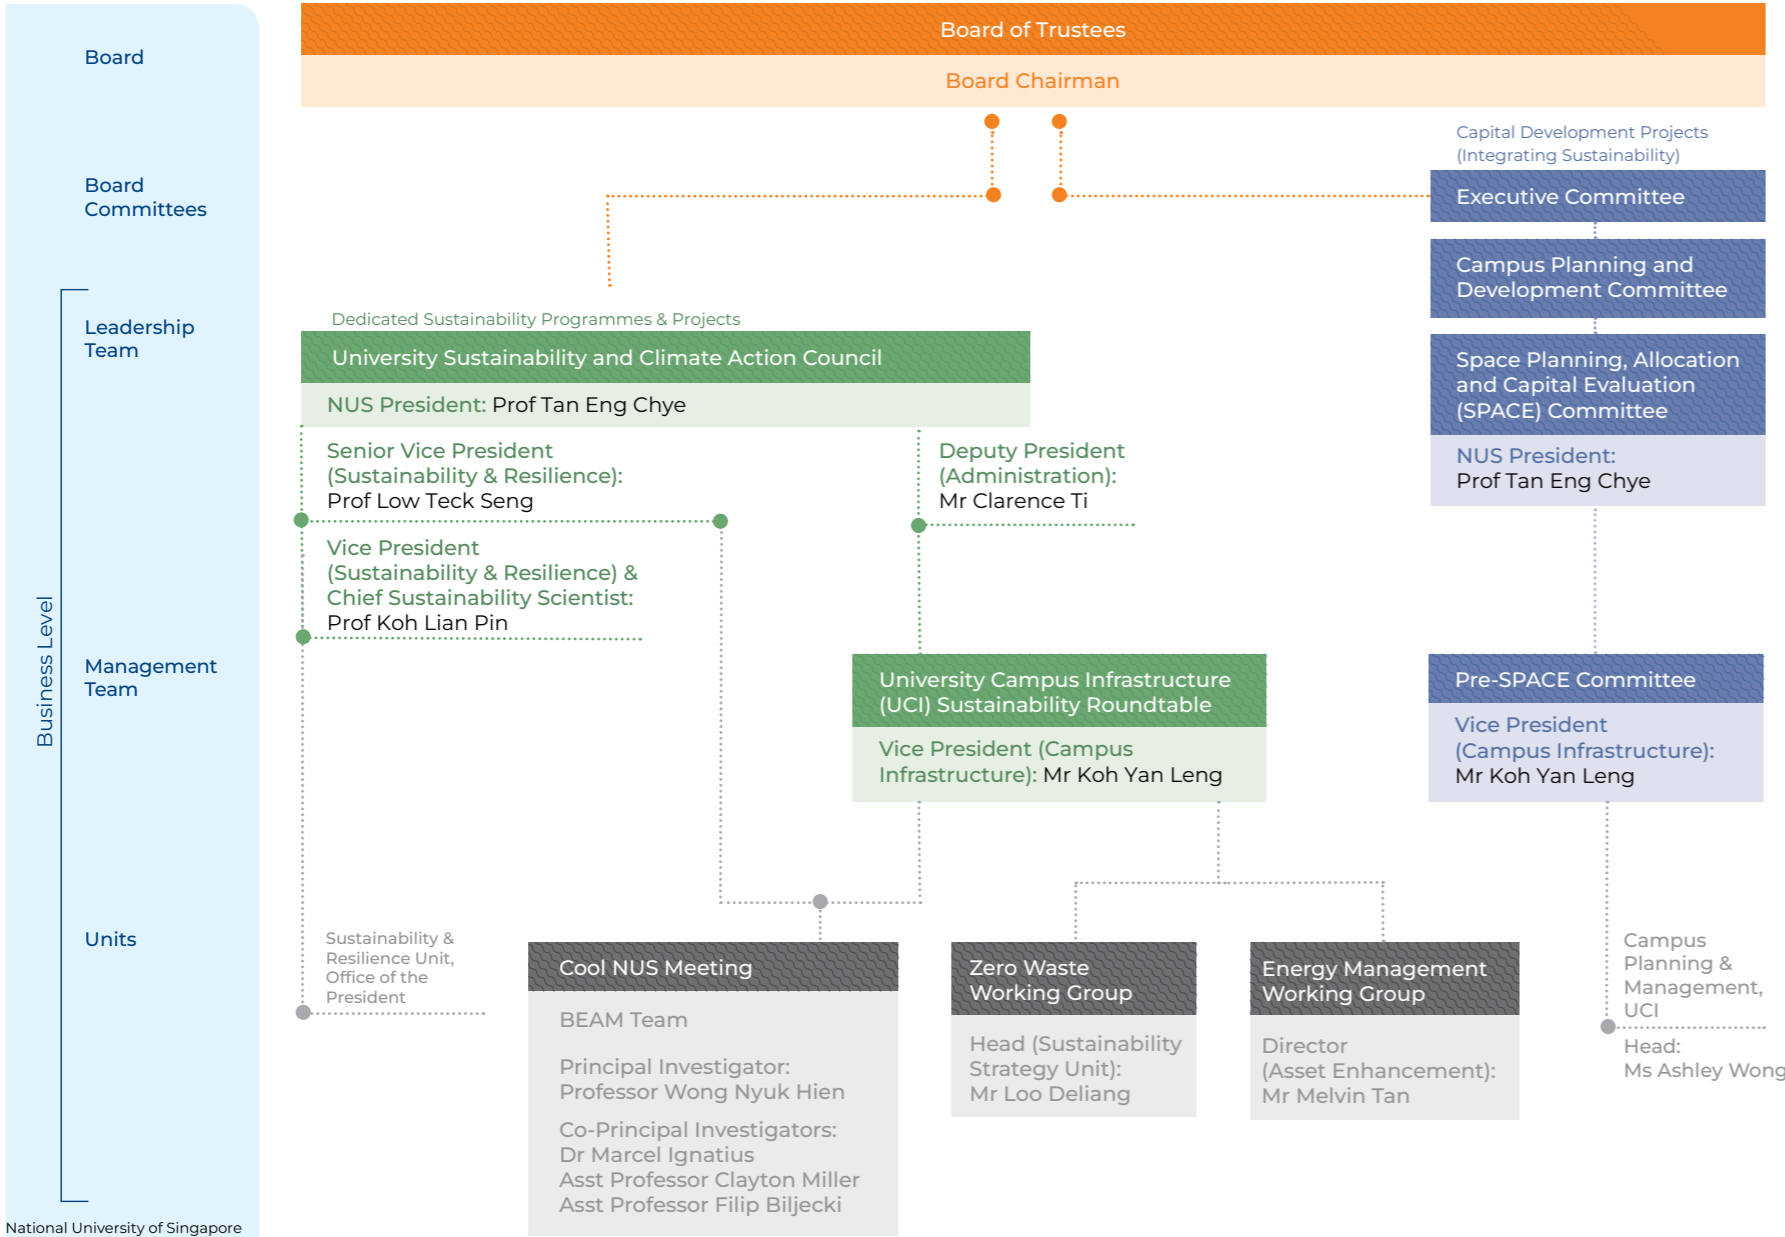 Board of Trustees
Board Chairman
Board
Board
Committees
Business Level
Leadership
Team
Management
Team
Units
National University of Singapore
Capital Development Projects
(Integrating Sustainability)
Executive Committee
Campus Planning and
Development Committee
Space Planning, Allocation
and Capital Evaluation
(SPACE) Committee
NUS President:
Prof Tan Eng Chye
Pre-SPACE Committee
Vice President
(Campus Infrastructure):
Mr Koh Yan Leng
Campus
Planning &
Management,
UCI
Head:
Ms Ashley Wong
Dedicated Sustainability Programmes & Projects
University Sustainability and Climate Action Council
NUS President: Prof Tan Eng Chye
Senior Vice President
(Sustainability & Resilience):
Prof Low Teck Seng
Vice President
(Sustainability & Resilience) &
Chief Sustainability Scientist:
Prof Koh Lian Pin
Deputy President
(Administration):
Mr Clarence Ti
University Campus Infrastructure
(UCI) Sustainability Roundtable
Vice President (Campus
Infrastructure): Mr Koh Yan Leng
Sustainability &
Resilience Unit,
Office of the
President
Cool NUS Meeting
BEAM Team
Principal Investigator:
Professor Wong Nyuk Hien
Co-Principal Investigators:
Dr Marcel Ignatius
Asst Professor Clayton Miller
Asst Professor Filip Biljecki
Zero Waste
Working Group
Head (Sustainability
Strategy Unit):
Mr Loo Deliang
Energy Management
Working Group
Director
(Asset Enhancement):
Mr Melvin Tan